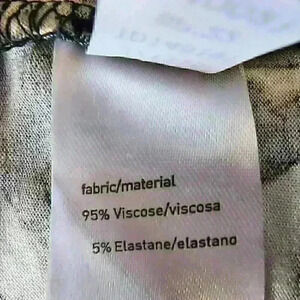 fabric/material
95% Viscose/viscosa
5% Elastane/elastano